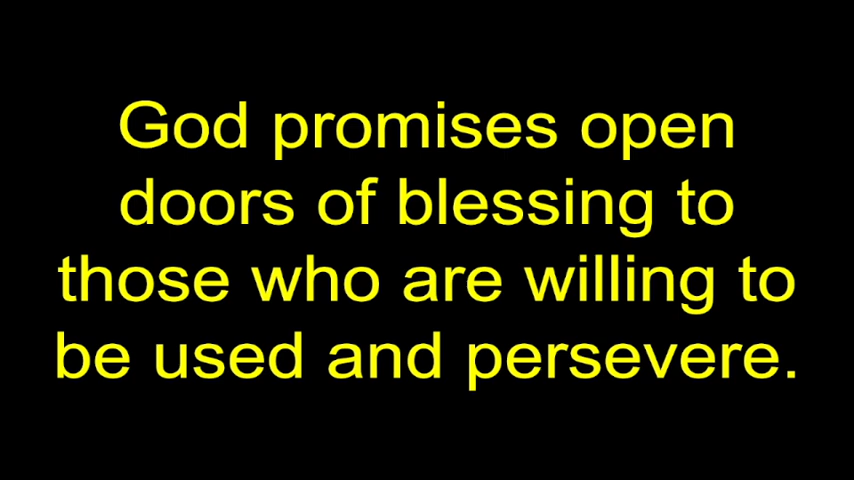 God promises open
doors of blessing to
those who are willing to
be used and persevere.